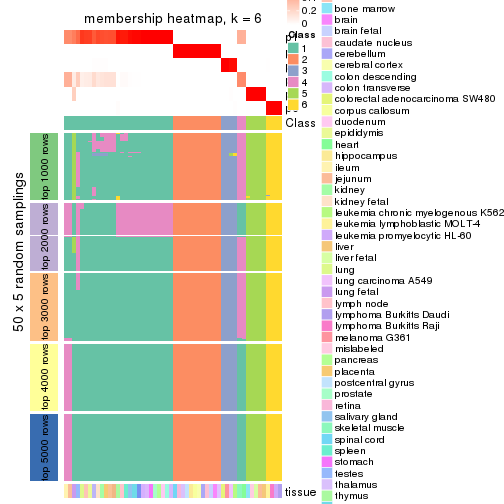 membership heatmap, k = 6
0.2
0
Class
1
2
3
4
5
6
Class
50 x 5 random samplings
top 1000 rows
top 2000 rows
top 3000 rows
top 4000 rows
top 5000 rows
tissue
bone marrow
brain
brain fetal
caudate nucleus
cerebellum
cerebral cortex
colon descending
colon transverse
colorectal adenocarcinoma SW480
corpus callosum
duodenum
epididymis
heart
hippocampus
ileum
jejunum
kidney
kidney fetal
leukemia chronic myelogenous K562
leukemia lymphoblastic MOLT-4
leukemia promyelocytic HL-60
liver
liver fetal
lung
lung carcinoma A549
lung fetal
lymph node
lymphoma Burkitts Daudi
lymphoma Burkitts Raji
melanoma G361
mislabeled
pancreas
placenta
postcentral gyrus
prostate
retina
salivary gland
skeletal muscle
spinal cord
spleen
stomach
testes
thalamus
thymus